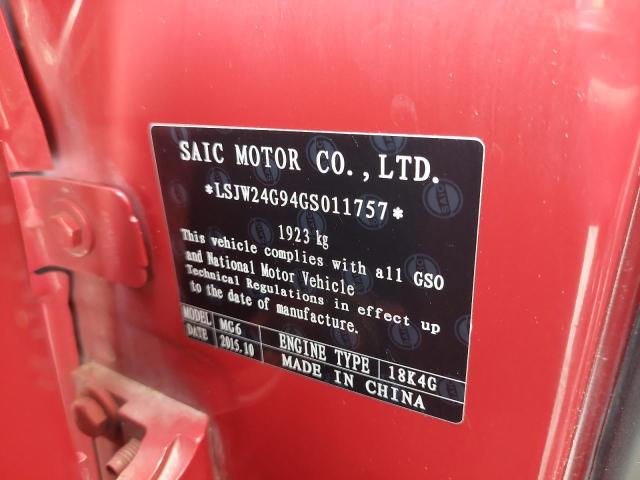 SAIC MOTOR CO.,LTD.
*LSJW24G94GS011757*
1923 kg
This vehicle complies with all GSO
and National Motor Vehicle
Technical Regulations in effect up
to the date of manufacture.
MODEL MG6 ENGINE TYPE 18K4G
DATE 2015.10 MADE IN CHINA
SAIC